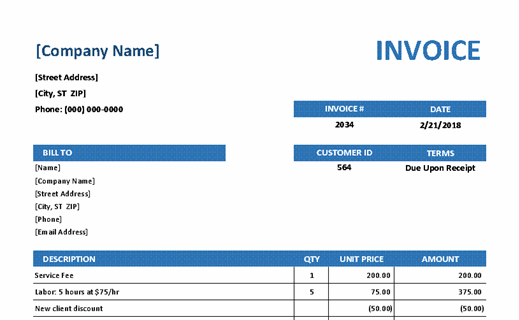 [Company Name]
INVOICE
[Street Address]
[City, ST ZIP]
Phone: (000) 000-0000
INVOICE # DATE
2034 2/21/2018
BILL TO
CUSTOMER ID TERMS
[Name]
564 Due Upon Receipt
[Company Name]
[Street Address]
[City, ST ZIP]
[Phone]
[Email Address]
DESCRIPTION QTY UNIT PRICE AMOUNT
Service Fee 1 200.00 200.00
Labor: 5 hours at $75/hr 5 75.00 375.00
New client discount (50.00) (50.00)